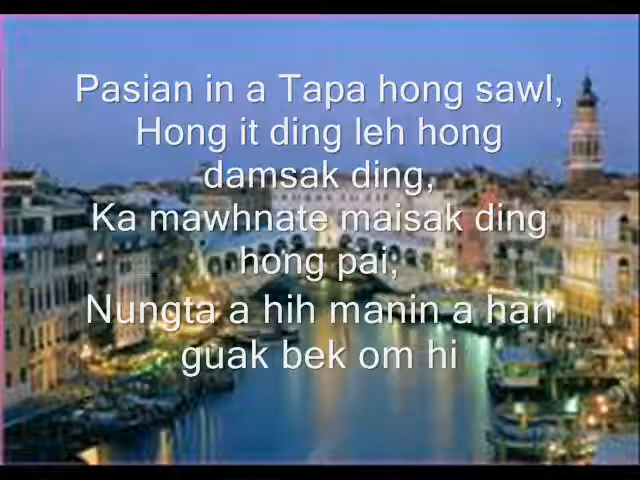 Pasian in a Tapa hong sawl,
Hong it ding leh hong
damsak ding,
Ka mawhnate maisak ding
hong pai,
Nungta a hih manin a han
guak bek om hi